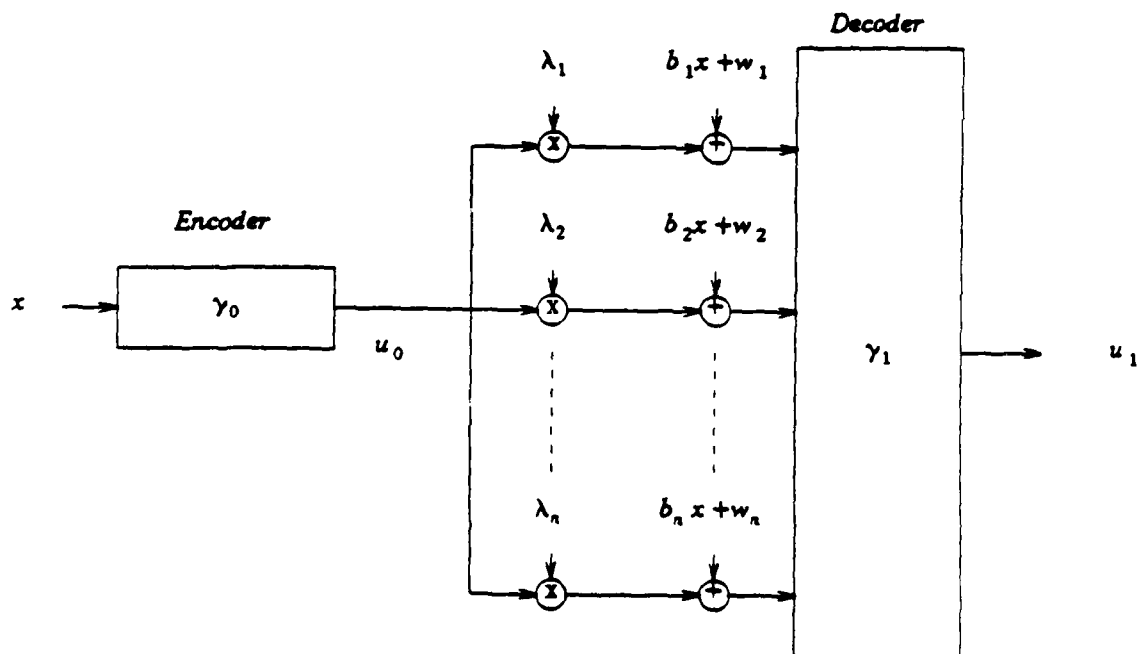 Decoder
λ₁ b₁x+w₁
x +
Encoder
λ₂ b₂x+w₂
x γ₀ x +
u₀ γ₁ u₁
λₙ bₙx+wₙ
x +